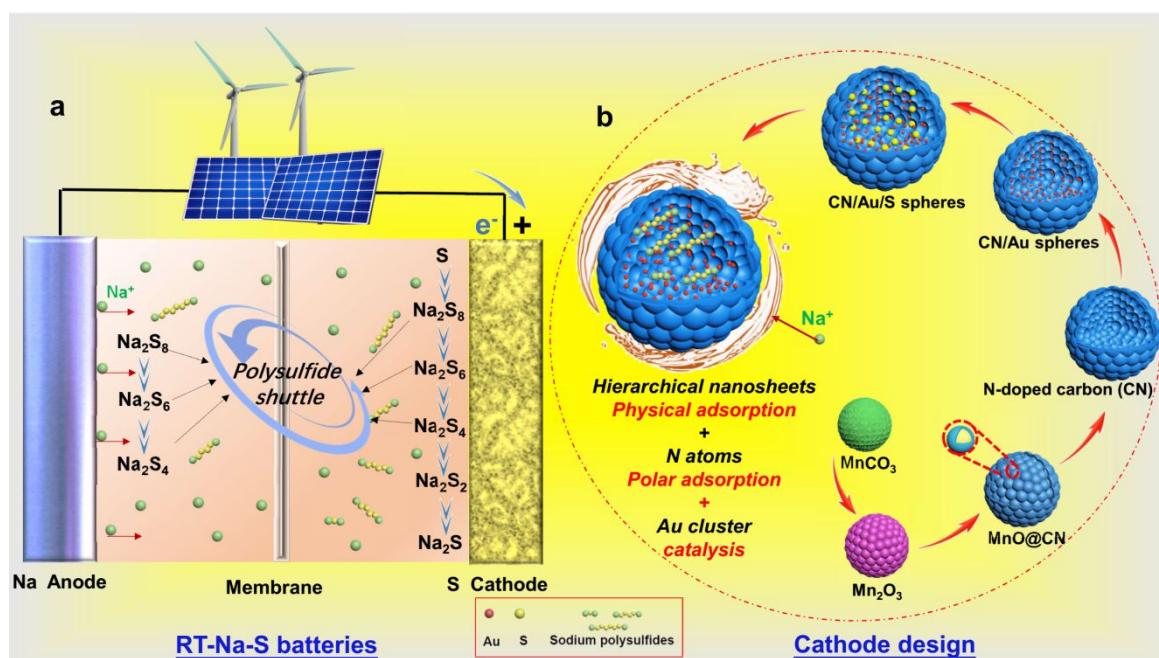 a
e⁻ +
Na⁺
Na₂S₈
Na₂S₆
Na₂S₄
Polysulfide
shuttle
S
Na₂S₈
Na₂S₆
Na₂S₄
Na₂S₂
Na₂S
Na Anode
Membrane
S Cathode
RT-Na-S batteries
b
CN/Au/S spheres
CN/Au spheres
N-doped carbon (CN)
MnO@CN
Mn₂O₃
MnCO₃
Na⁺
Hierarchical nanosheets
Physical adsorption
+
N atoms
Polar adsorption
+
Au cluster
catalysis
Au S Sodium polysulfides
Cathode design